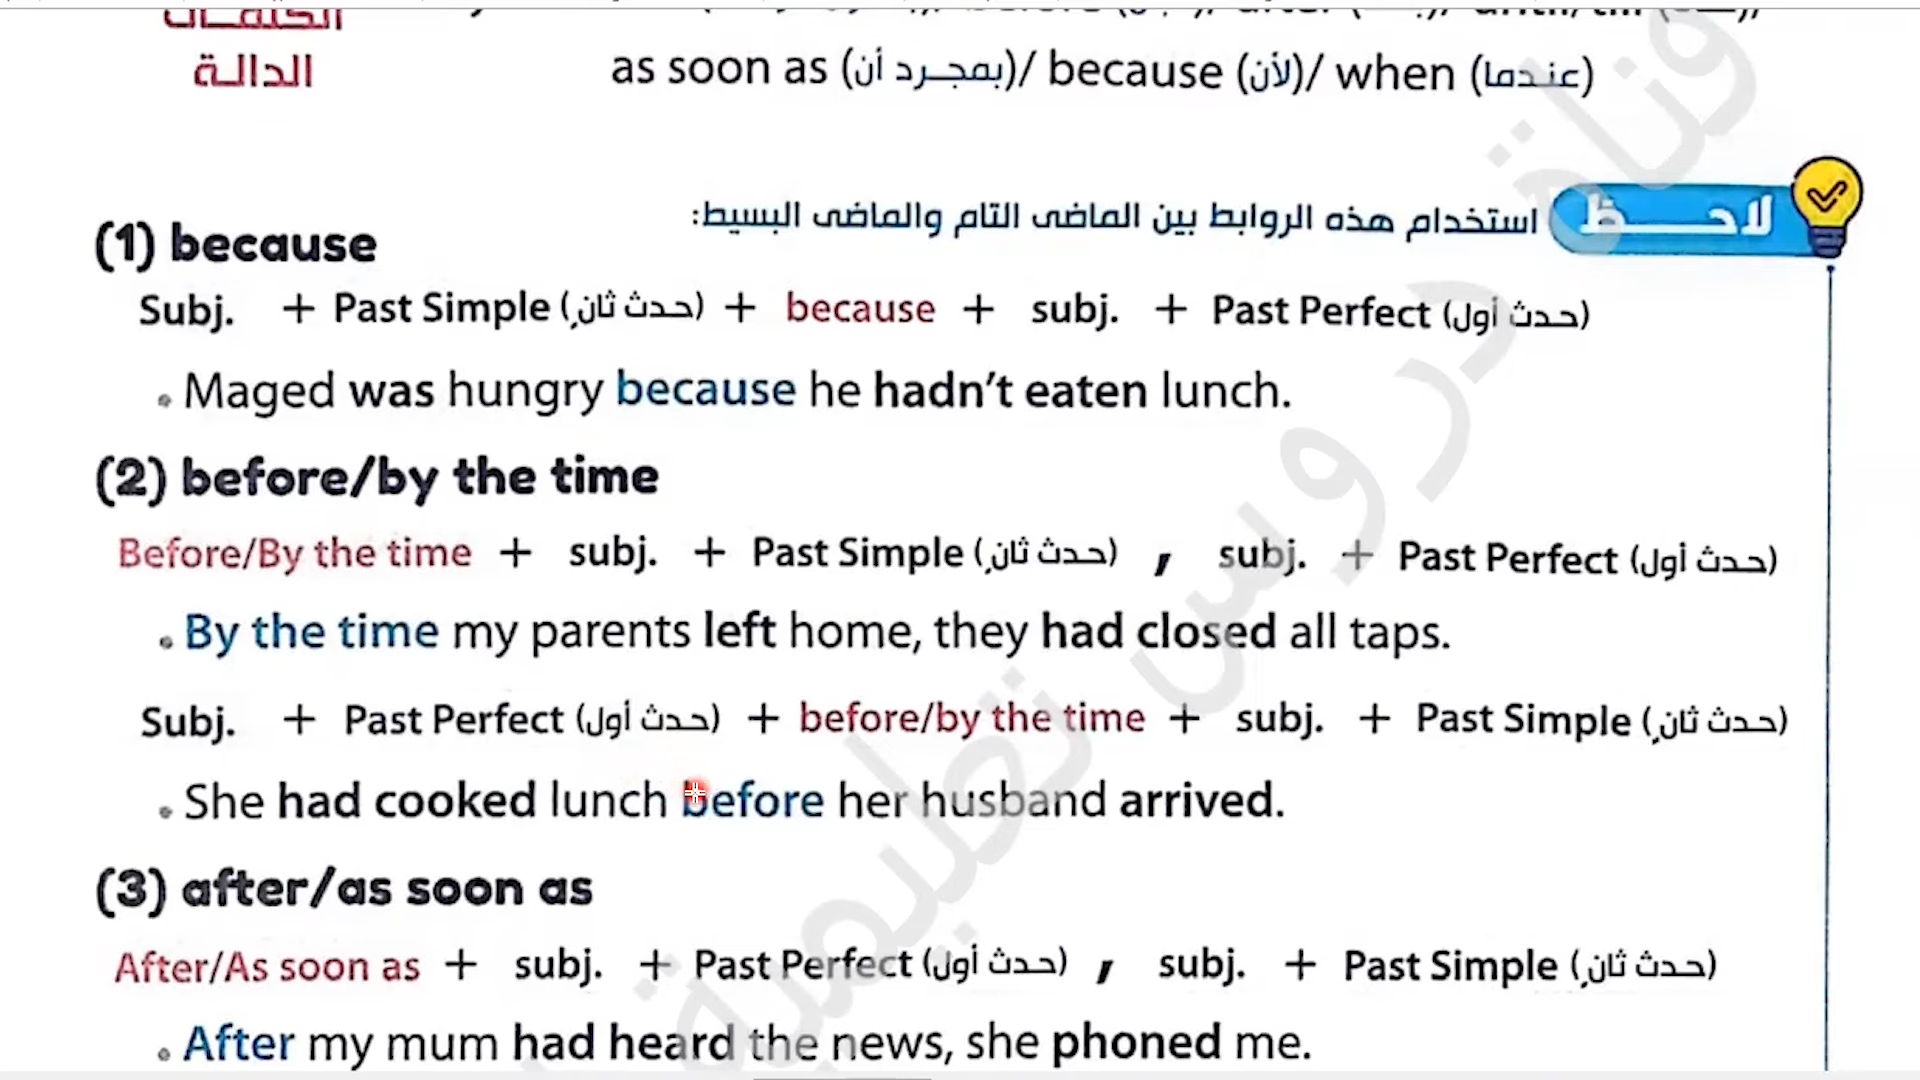 الكلمات
الدالة
as soon as (بمجرد أن)/ because (لأن)/ when (عندما)
لاحظ
استخدام هذه الروابط بين الماضى التام والماضى البسيط:
(1) because
Subj. + Past Simple (حدث ثانٍ) + because + subj. + Past Perfect (حدث أول)
• Maged was hungry because he hadn't eaten lunch.
(2) before/by the time
Before/By the time + subj. + Past Simple (حدث ثانٍ) , subj. + Past Perfect (حدث أول)
• By the time my parents left home, they had closed all taps.
Subj. + Past Perfect (حدث أول) + before/by the time + subj. + Past Simple (حدث ثانٍ)
• She had cooked lunch before her husband arrived.
(3) after/as soon as
After/As soon as + subj. + Past Perfect (حدث أول) , subj. + Past Simple (حدث ثانٍ)
• After my mum had heard the news, she phoned me.
قناة دروس تعليمية